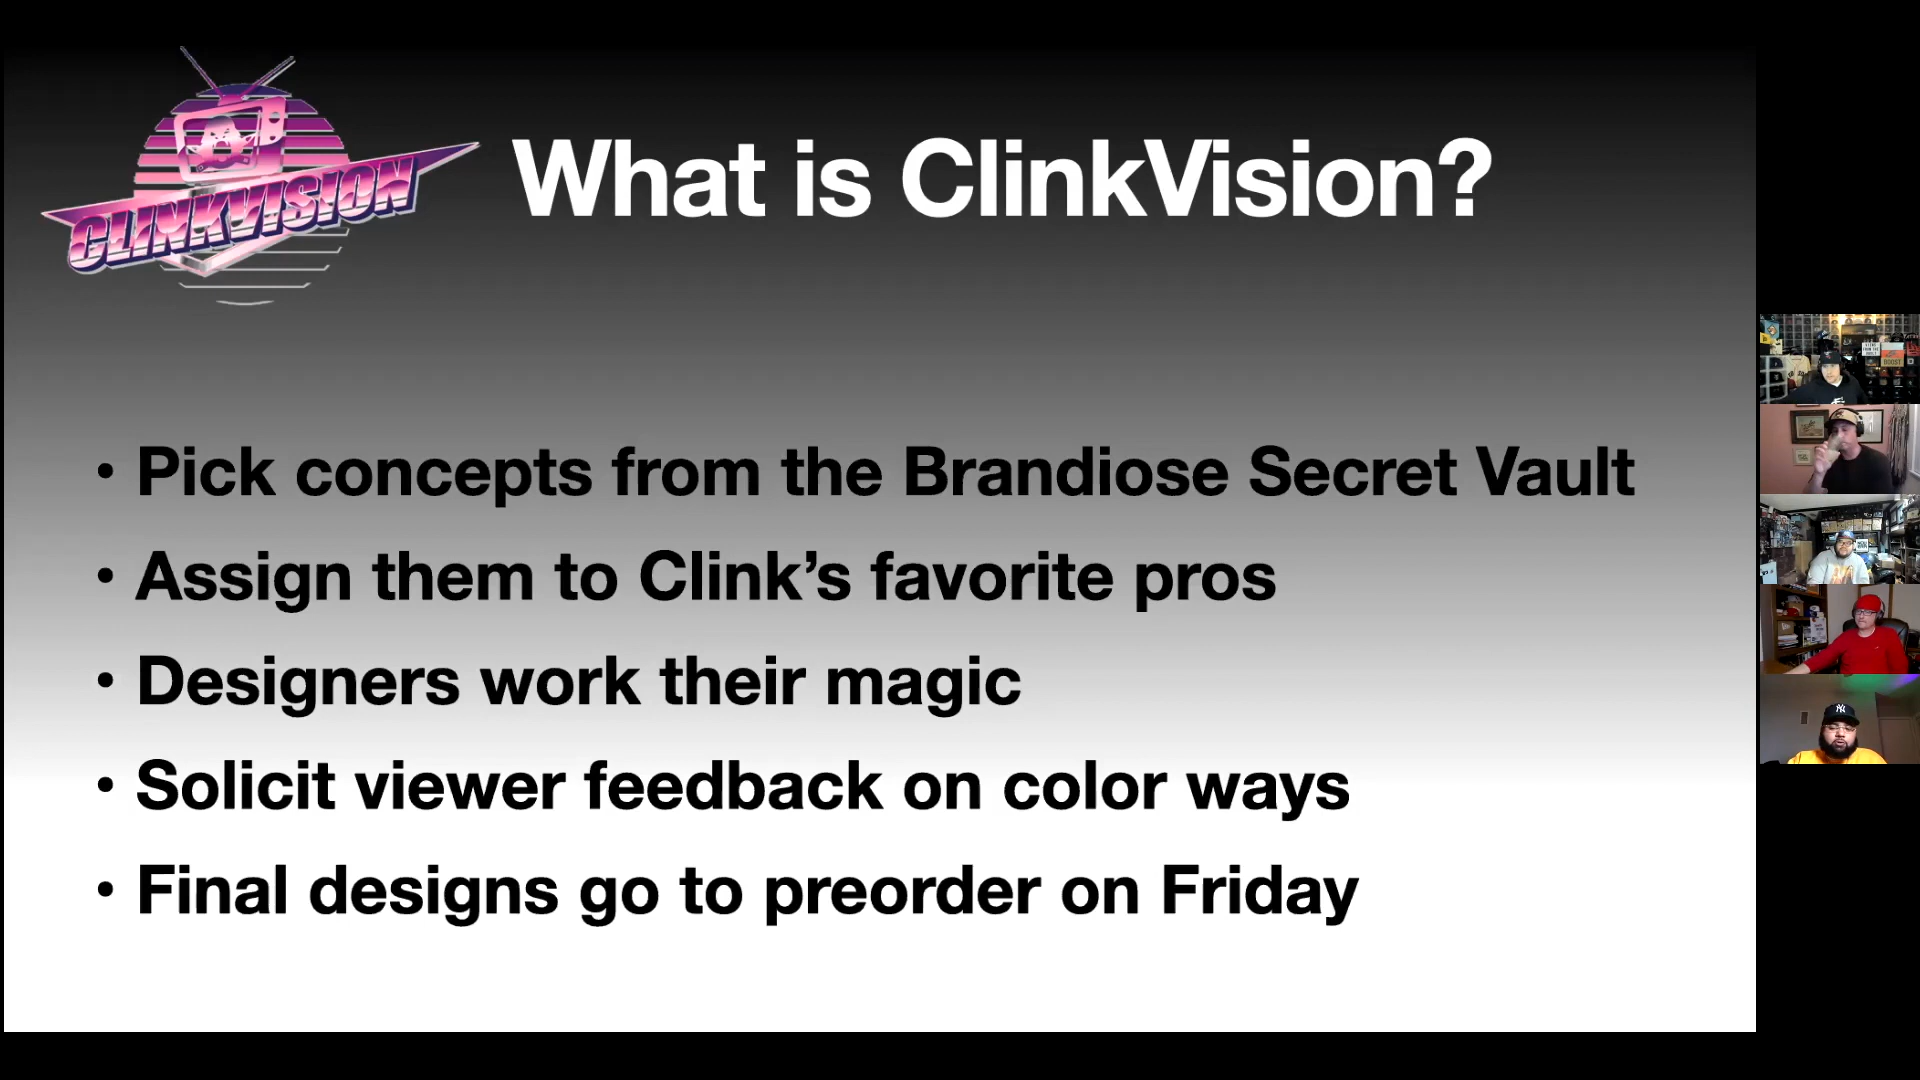 CLINKVISION
What is ClinkVision?
• Pick concepts from the Brandiose Secret Vault
• Assign them to Clink’s favorite pros
• Designers work their magic
• Solicit viewer feedback on color ways
• Final designs go to preorder on Friday